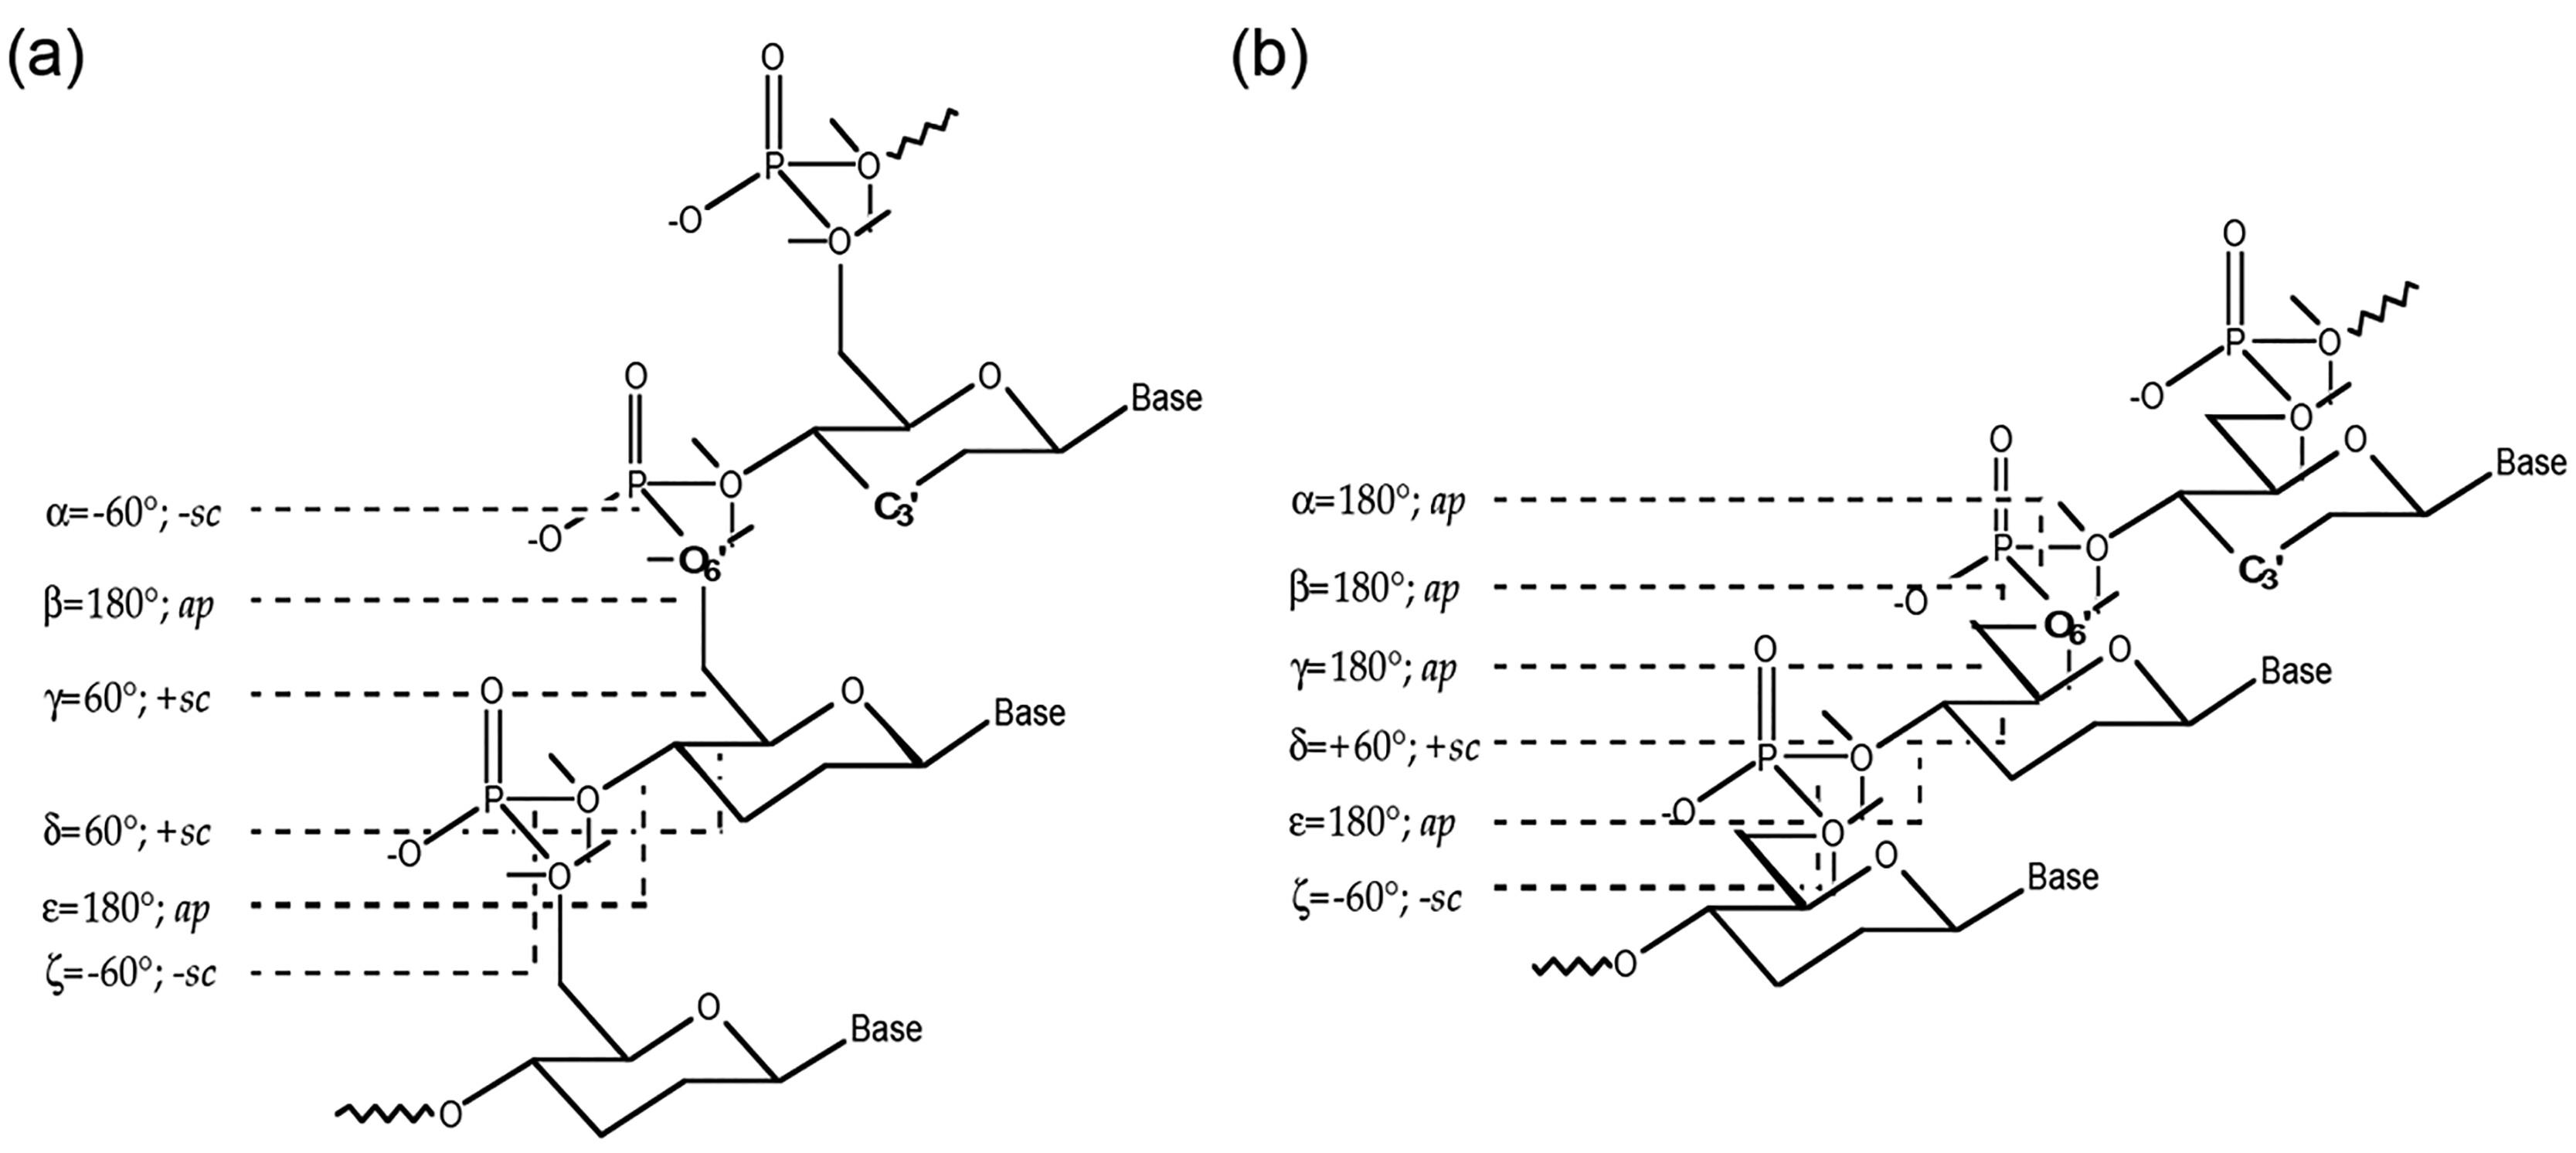 (a)
O
P
O
-O
O
O
Base
O
C3'
P
O
α=-60°; -sc
-O
O6'
β=180°; ap
γ=60°; +sc
O
O
Base
P
O
δ=60°; +sc
-O
O
ε=180°; ap
ζ=-60°; -sc
O
Base
O
(b)
O
P
O
-O
O
O
O
Base
α=180°; ap
P
O
C3'
β=180°; ap
-O
O6'
O
O
γ=180°; ap
Base
δ=+60°; +sc
P
O
-O
ε=180°; ap
O
O
Base
ζ=-60°; -sc
O